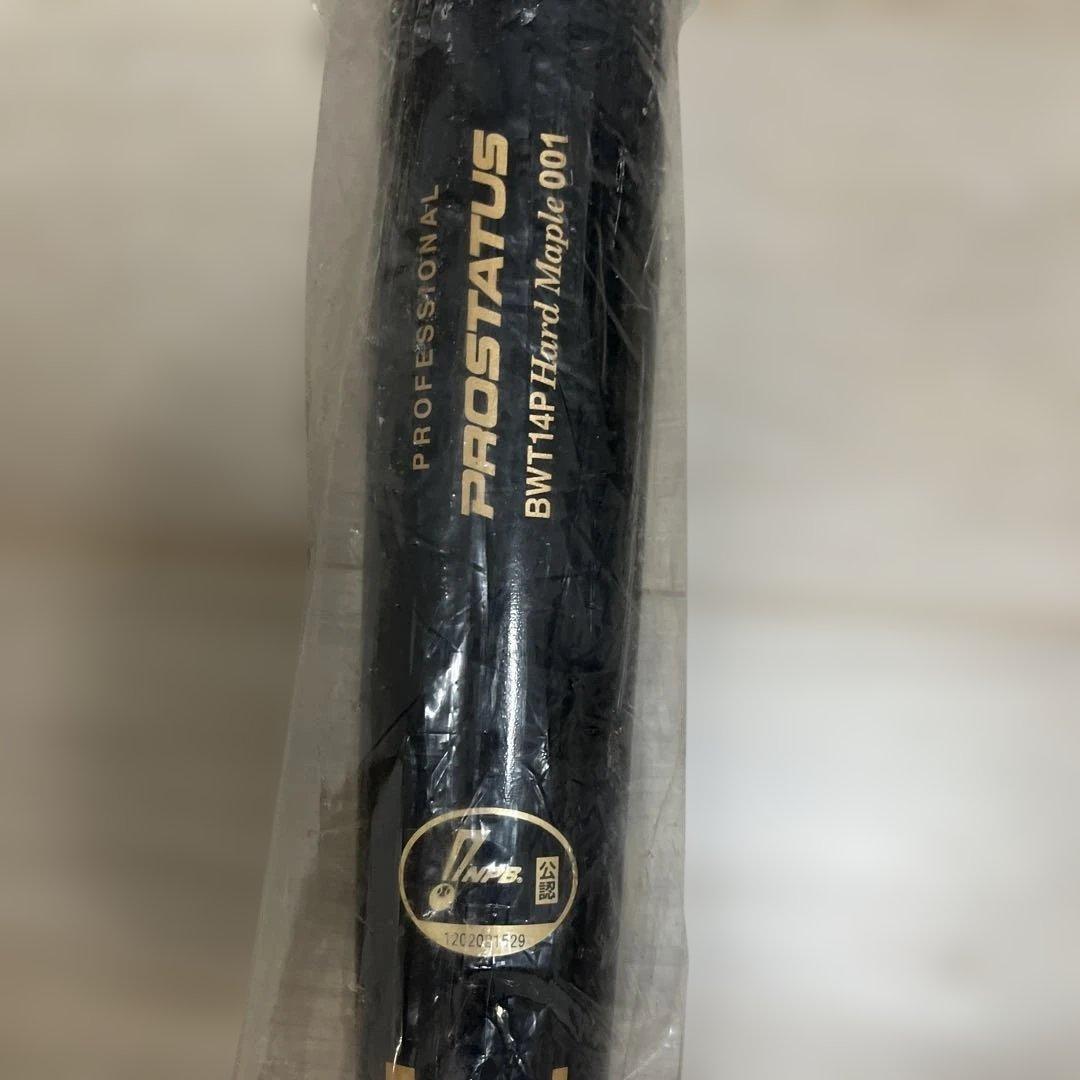 PROFESSIONAL
PROSTATUS
BWT14P Hard Maple 001
NPB®
公認
1202081529